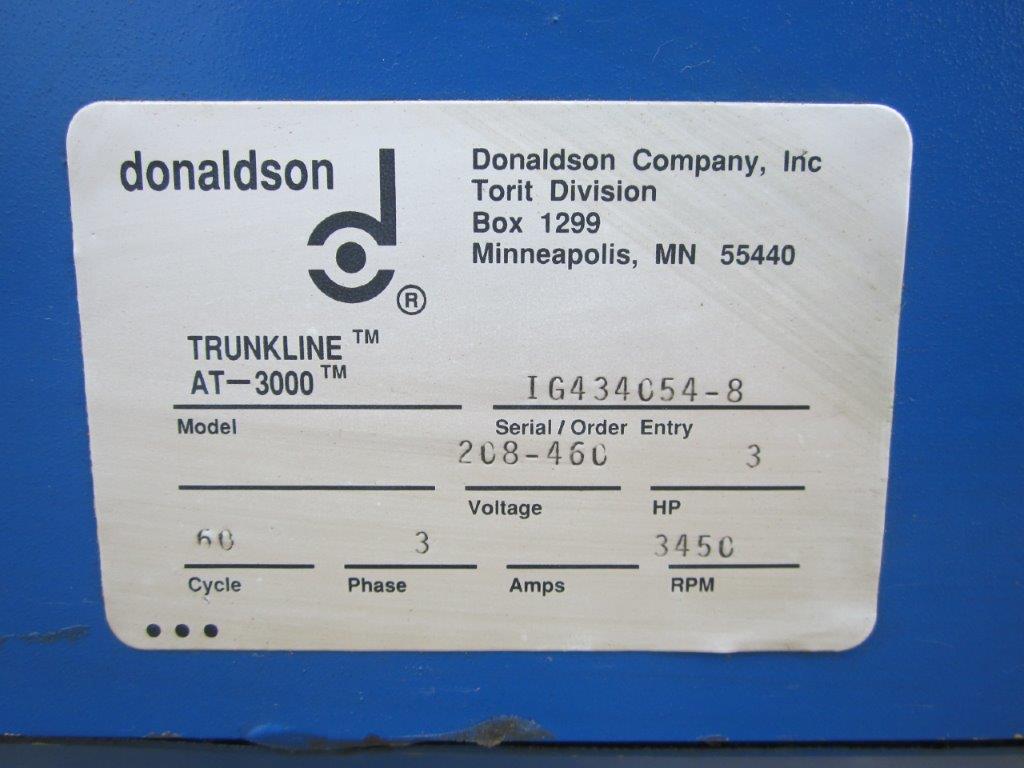 donaldson
d
®
Donaldson Company, Inc
Torit Division
Box 1299
Minneapolis, MN 55440
TRUNKLINE ™
AT-3000 ™
IG434054-8
Model
Serial / Order Entry
208-460
3
Voltage
HP
60
3
3450
Cycle
Phase
Amps
RPM